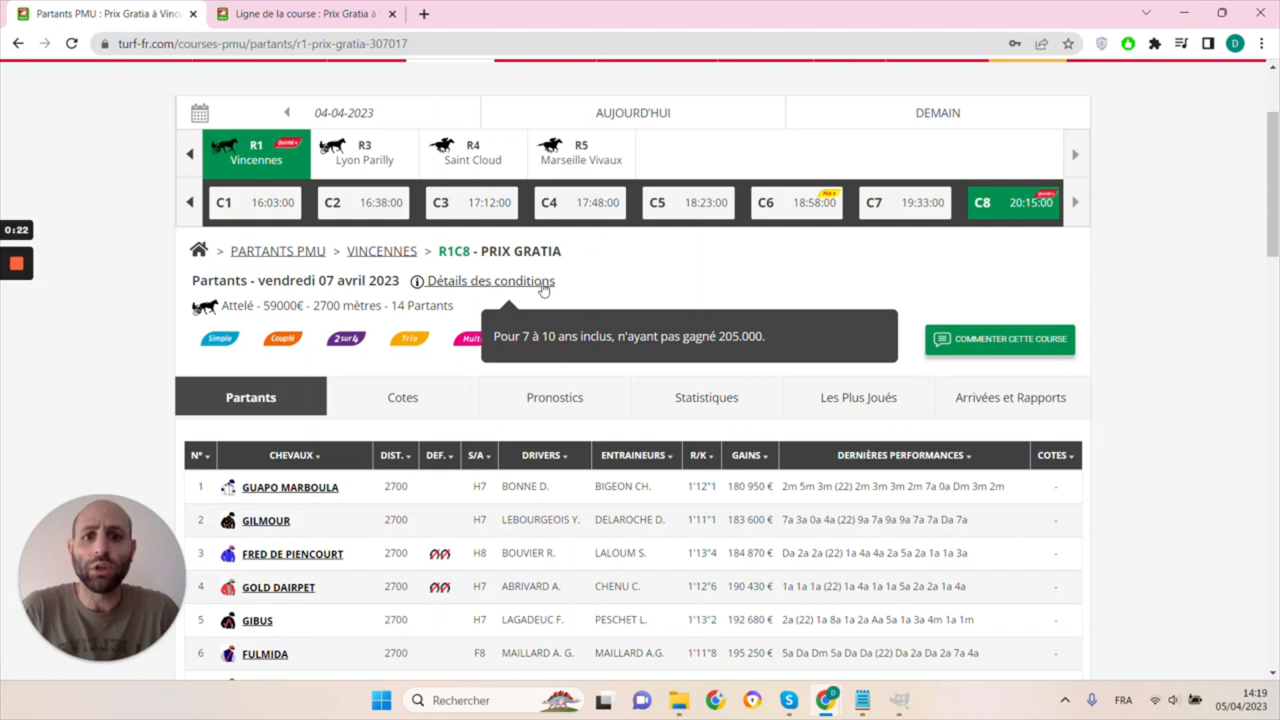 Partants PMU : Prix Gratia à Vince
Ligne de la course : Prix Gratia à
turf-fr.com/courses-pmu/partants/r1-prix-gratia-307017
D
04-04-2023
AUJOURD'HUI
DEMAIN
R1 Quinté+
Vincennes
R3
Lyon Parilly
R4
Saint Cloud
R5
Marseille Vivaux
C1 16:03:00
C2 16:38:00
C3 17:12:00
C4 17:48:00
C5 18:23:00
C6 18:58:00
C7 19:33:00
C8 20:15:00 Quinté+
0:22
> PARTANTS PMU > VINCENNES > R1C8 - PRIX GRATIA
Partants - vendredi 07 avril 2023 Détails des conditions
Attelé - 59000€ - 2700 mètres - 14 Partants
Pour 7 à 10 ans inclus, n'ayant pas gagné 205.000.
Simple Couplé 2sur4 Trio Mult
COMMENTER CETTE COURSE
Partants Cotes Pronostics Statistiques Les Plus Joués Arrivées et Rapports
N° CHEVAUX DIST. DEF. S/A DRIVERS ENTRAINEURS R/K GAINS DERNIÈRES PERFORMANCES COTES
1 GUAPO MARBOULA 2700 H7 BONNE D. BIGEON CH. 1'12"1 180 950 € 2m 5m 3m (22) 2m 3m 3m 2m 7a 0a Dm 3m 2m -
2 GILMOUR 2700 H7 LEBOURGEOIS Y. DELAROCHE D. 1'11"1 183 600 € 7a 3a 0a 4a (22) 9a 7a 9a 9a 7a 7a Da 7a -
3 FRED DE PIENCOURT 2700 H8 BOUVIER R. LALOUM S. 1'13"4 184 870 € Da 2a 2a (22) 1a 4a 4a 2a 5a 2a 1a 1a 3a -
4 GOLD DAIRPET 2700 H7 ABRIVARD A. CHENU C. 1'12"6 190 430 € 1a 1a 1a (22) 1a 4a 1a 1a 5a 2a 2a 1a 4a -
5 GIBUS 2700 H7 LAGADEUC F. PESCHET L. 1'13"2 192 680 € 2a (22) 1a 8a 1a 2a Aa 5a 1a 3a 4m 1a 1m -
6 FULMIDA 2700 F8 MAILLARD A. G. MAILLARD A.G. 1'11"8 195 250 € 5a Da Dm 5a Da Da (22) Da 2a Da 2a 7a 4a -
Rechercher
FRA
14:19
05/04/2023